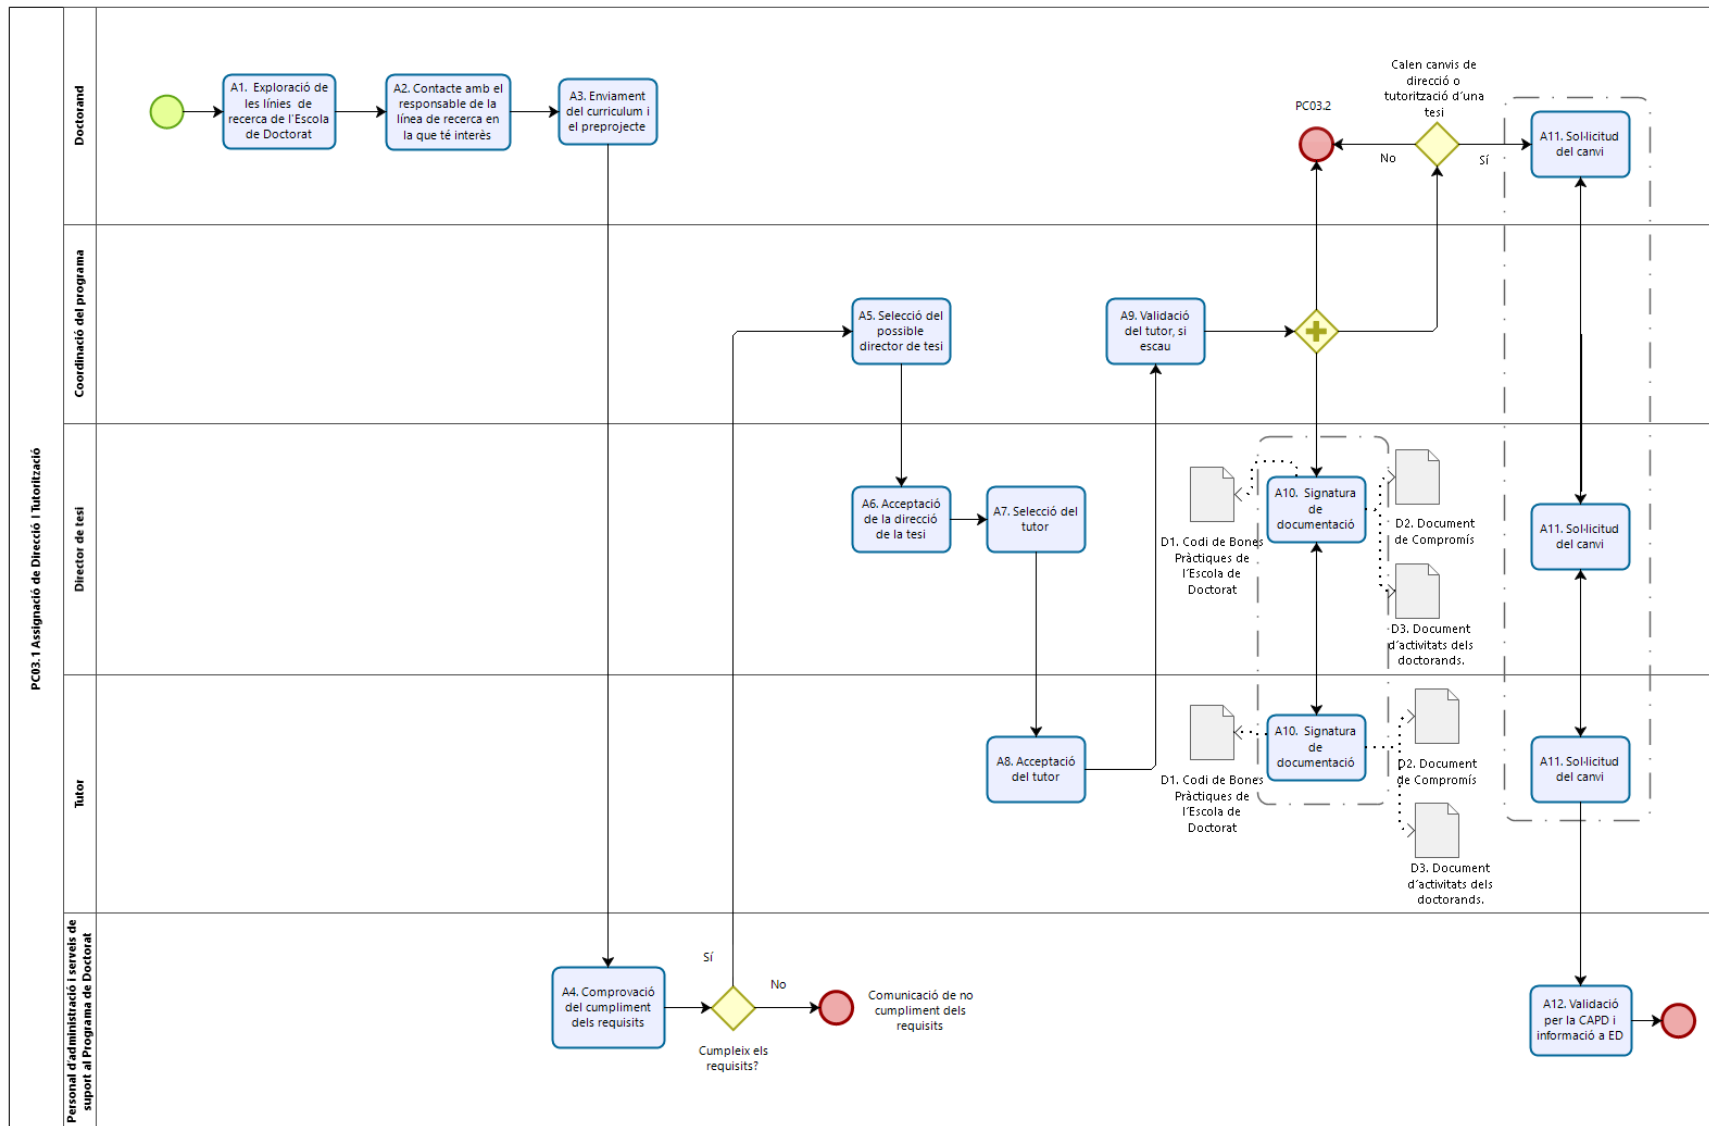 PC03.1 Assignació de Direcció i Tutorització
Doctorand
A1. Exploració de
les línies de
recerca de l´Escola
de Doctorat
A2. Contacte amb el
responsable de la
línea de recerca en
la que té interès
A3. Enviament
del curriculum i
el preprojecte
PC03.2
Calen canvis de
direcció o
tutorització d´una
tesi
No
Sí
A11. Sol·licitud
del canvi
Coordinació del programa
A5. Selecció del
possible
director de tesi
A9. Validació
del tutor, si
escau
Director de tesi
A6. Acceptació
de la direcció
de la tesi
A7. Selecció del
tutor
D1. Codi de Bones
Pràctiques de
l´Escola de
Doctorat
A10. Signatura
de
documentació
D2. Document
de Compromís
D3. Document
d´activitats dels
doctorands.
A11. Sol·licitud
del canvi
Tutor
A8. Acceptació
del tutor
D1. Codi de Bones
Pràctiques de
l´Escola de
Doctorat
A10. Signatura
de
documentació
D2. Document
de Compromís
D3. Document
d´activitats dels
doctorands.
A11. Sol·licitud
del canvi
Personal d´administració i serveis de
suport al Programa de Doctorat
A4. Comprovació
del cumpliment
dels requisits
Sí
No
Cumpleix els
requisits?
Comunicació de no
cumpliment dels
requisits
A12. Validació
per la CAPD i
informació a ED